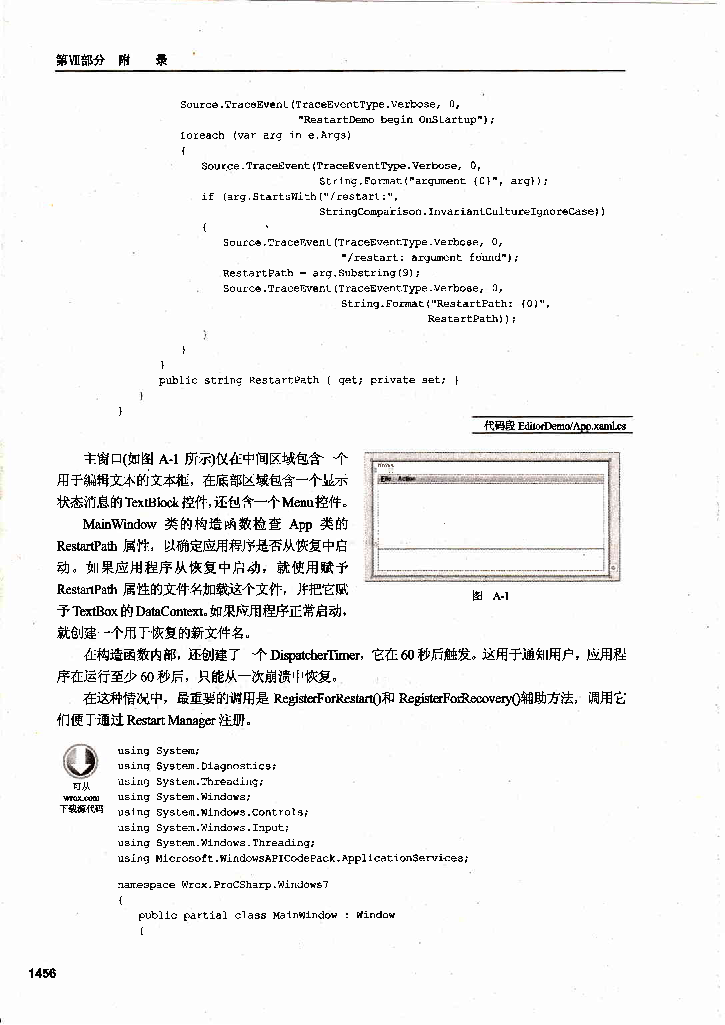 第Ⅶ部分 附 录
Source.TraceEvent(TraceEventType.Verbose, 0,
"RestartDemo begin OnStartup");
foreach (var arg in e.Args)
{
Source.TraceEvent(TraceEventType.Verbose, 0,
String.Format("argument {0}", arg));
if (arg.StartsWith("/restart:",
StringComparison.InvariantCultureIgnoreCase))
{
Source.TraceEvent(TraceEventType.Verbose, 0,
"/restart: argument found");
RestartPath = arg.Substring(9);
Source.TraceEvent(TraceEventType.Verbose, 0,
String.Format("RestartPath: {0}",
RestartPath));
}
}
}
public string RestartPath { get; private set; }
}
}
代码段 EditorDemo/App.xaml.cs
主窗口(如图 A-1 所示)仅在中间区域包含一个
用于编辑文本的文本框，在底部区域包含一个显示
状态消息的 TextBlock 控件，还包含一个 Menu 控件。
MainWindow 类的构造函数检查 App 类的
RestartPath 属性，以确定应用程序是否从恢复中启
动。如果应用程序从恢复中启动，就使用赋予
RestartPath 属性的文件名加载这个文件，并把它赋
予 TextBox 的 DataContext。如果应用程序正常启动，
就创建一个用于恢复的新文件名。
File Action
图 A-1
在构造函数内部，还创建了一个 DispatcherTimer，它在 60 秒后触发。这用于通知用户，应用程
序在运行至少 60 秒后，只能从一次崩溃中恢复。
在这种情况中，最重要的调用是 RegisterForRestart()和 RegisterForRecovery()辅助方法，调用它
们便于通过 Restart Manager 注册。
可从
wrox.com
下载源代码
using System;
using System.Diagnostics;
using System.Threading;
using System.Windows;
using System.Windows.Controls;
using System.Windows.Input;
using System.Windows.Threading;
using Microsoft.WindowsAPICodePack.ApplicationServices;
namespace Wrox.ProCSharp.Windows7
{
public partial class MainWindow : Window
{
1456